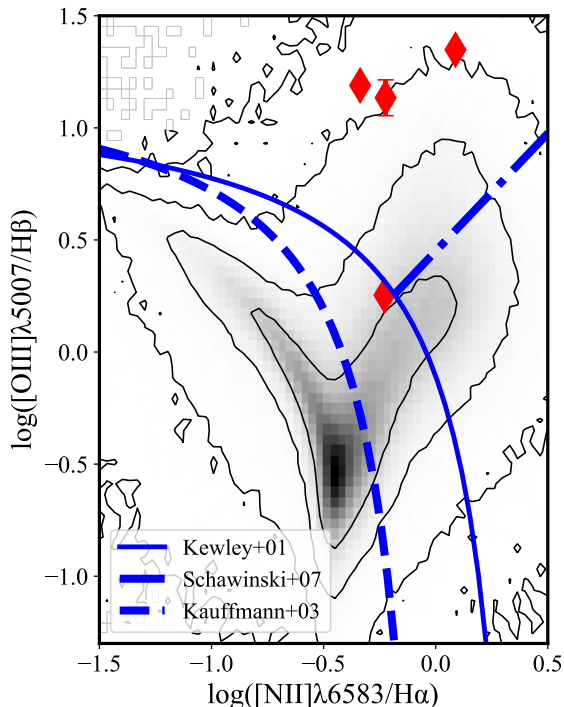 1.5
1.0
0.5
0.0
−0.5
−1.0
log([OIII]λ5007/Hβ)
Kewley+01
Schawinski+07
Kauffmann+03
−1.5 −1.0 −0.5 0.0 0.5
log([NII]λ6583/Hα)